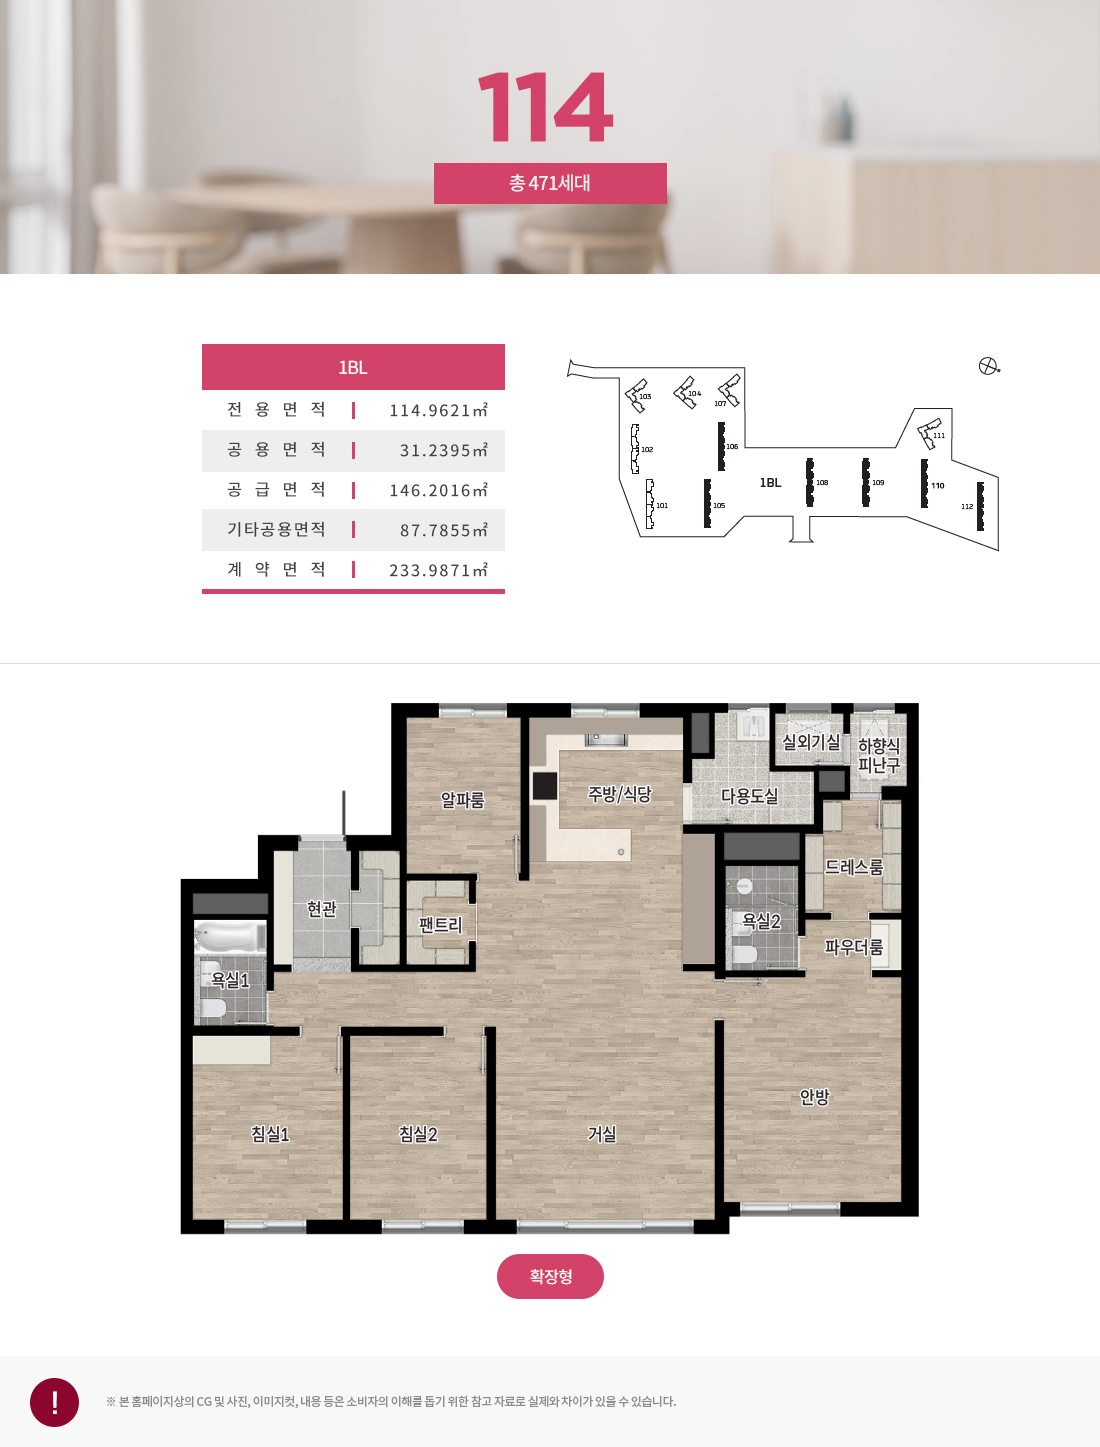 114
총 471세대
1BL
전용면적 114.9621㎡
공용면적 31.2395㎡
공급면적 146.2016㎡
기타공용면적 87.7855㎡
계약면적 233.9871㎡
103
104
107
102
106
111
101
105
1BL
108
109
110
112
알파룸
주방/식당
다용도실
실외기실
하향식
피난구
드레스룸
현관
팬트리
욕실2
파우더룸
욕실1
침실1
침실2
거실
안방
확장형
!
※ 본 홈페이지상의 CG 및 사진, 이미지컷, 내용 등은 소비자의 이해를 돕기 위한 참고 자료로 실제와 차이가 있을 수 있습니다.